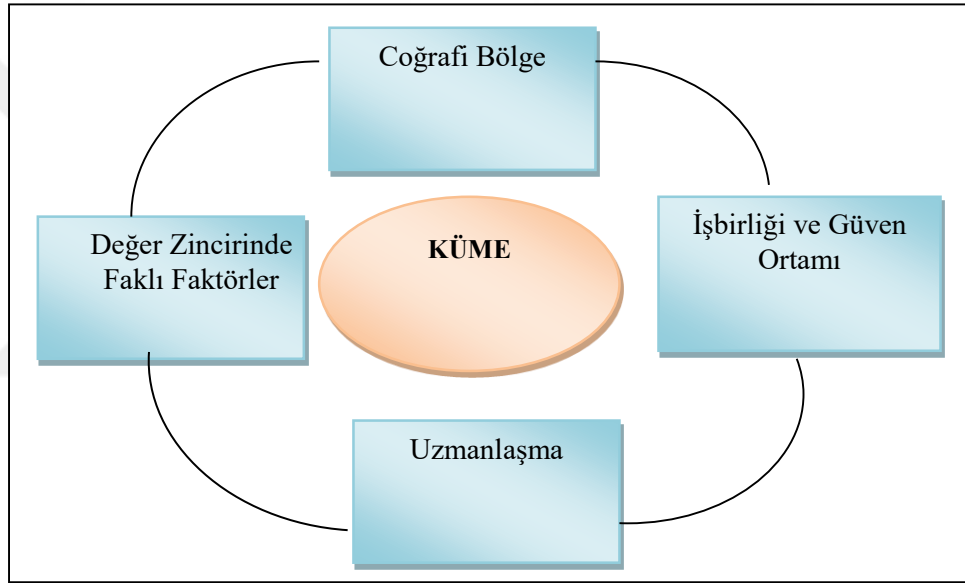 Coğrafi Bölge
Değer Zincirinde
Faklı Faktörler
KÜME
İşbirliği ve Güven
Ortamı
Uzmanlaşma